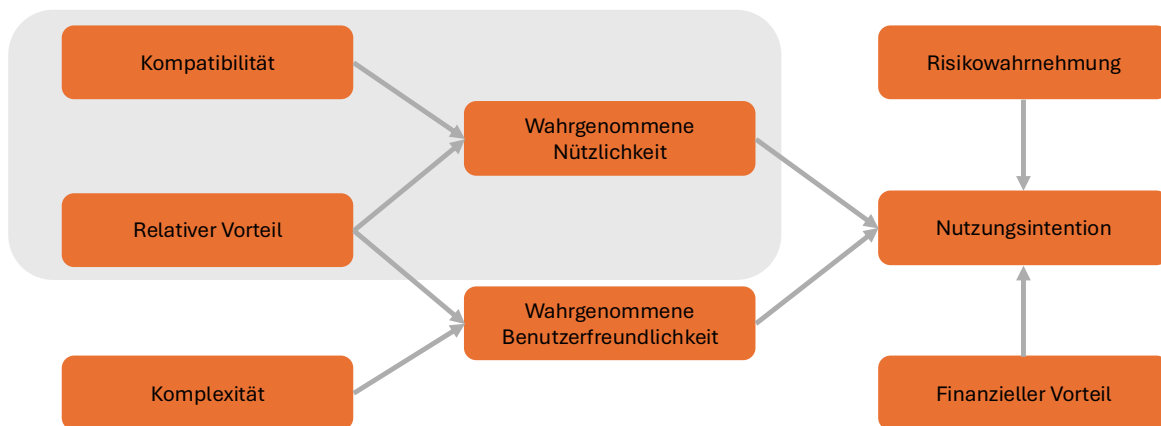 Kompatibilität
Risikowahrnehmung
Wahrgenommene
Nützlichkeit
Relativer Vorteil
Nutzungsintention
Wahrgenommene
Benutzerfreundlichkeit
Komplexität
Finanzieller Vorteil